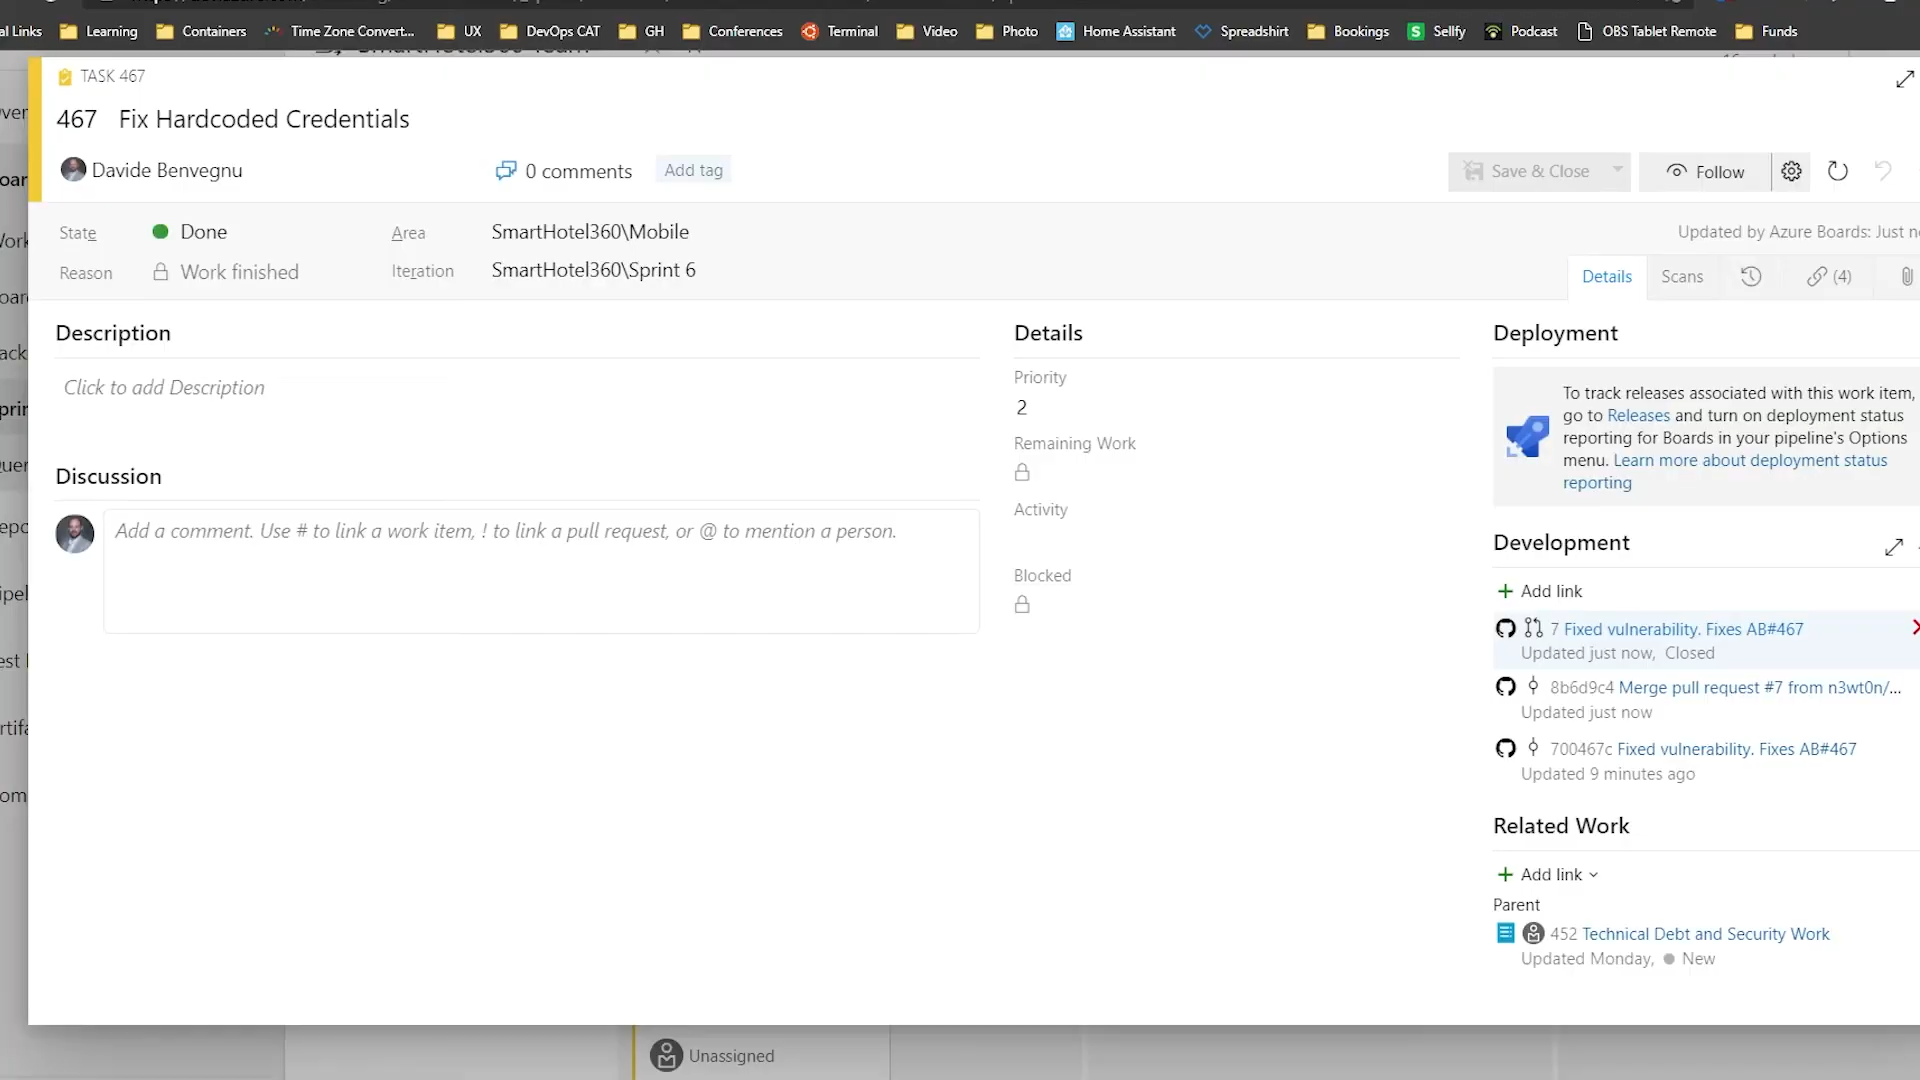 al Links Learning Containers Time Zone Convert... UX DevOps CAT GH Conferences Terminal Video Photo Home Assistant Spreadshirt Bookings Sellfy Podcast OBS Tablet Remote Funds
TASK 467
467 Fix Hardcoded Credentials
Davide Benvegnu
0 comments
Add tag
Save & Close
Follow
State Done
Area SmartHotel360\Mobile
Updated by Azure Boards: Just no
Reason Work finished
Iteration SmartHotel360\Sprint 6
Details Scans (4)
Description
Click to add Description
Discussion
Add a comment. Use # to link a work item, ! to link a pull request, or @ to mention a person.
Details
Priority
2
Remaining Work
Activity
Blocked
Deployment
To track releases associated with this work item,
go to Releases and turn on deployment status
reporting for Boards in your pipeline's Options
menu. Learn more about deployment status
reporting
Development
+ Add link
7 Fixed vulnerability. Fixes AB#467
Updated just now, Closed
8b6d9c4 Merge pull request #7 from n3wt0n/...
Updated just now
700467c Fixed vulnerability. Fixes AB#467
Updated 9 minutes ago
Related Work
+ Add link
Parent
452 Technical Debt and Security Work
Updated Monday, New
Unassigned